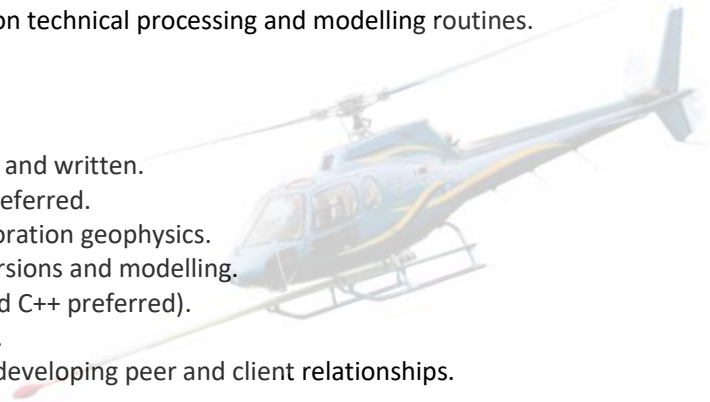 on technical processing and modelling routines.
and written.
eferred.
oration geophysics.
rsions and modelling.
d C++ preferred).
.
developing peer and client relationships.